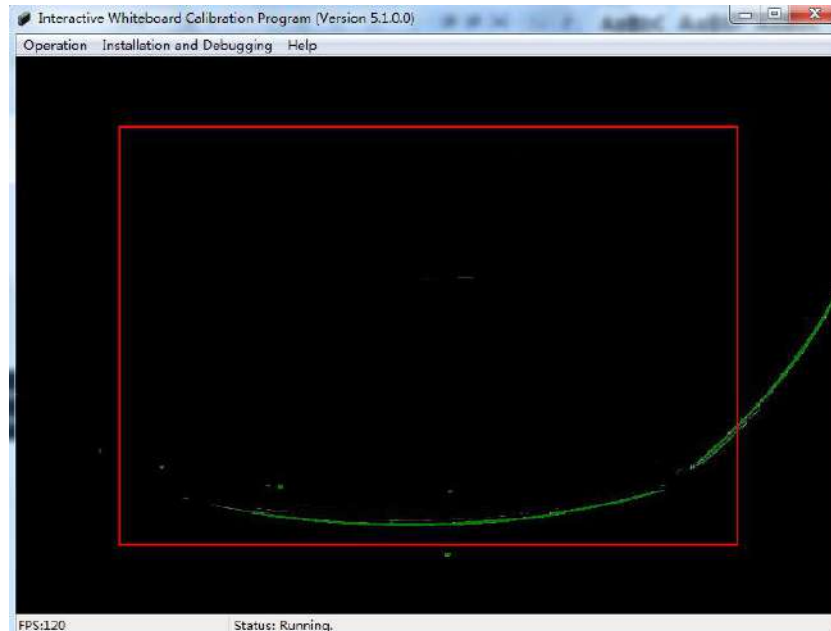 Interactive Whiteboard Calibration Program (Version 5.1.0.0)
Operation Installation and Debugging Help
FPS:120 Status: Running.